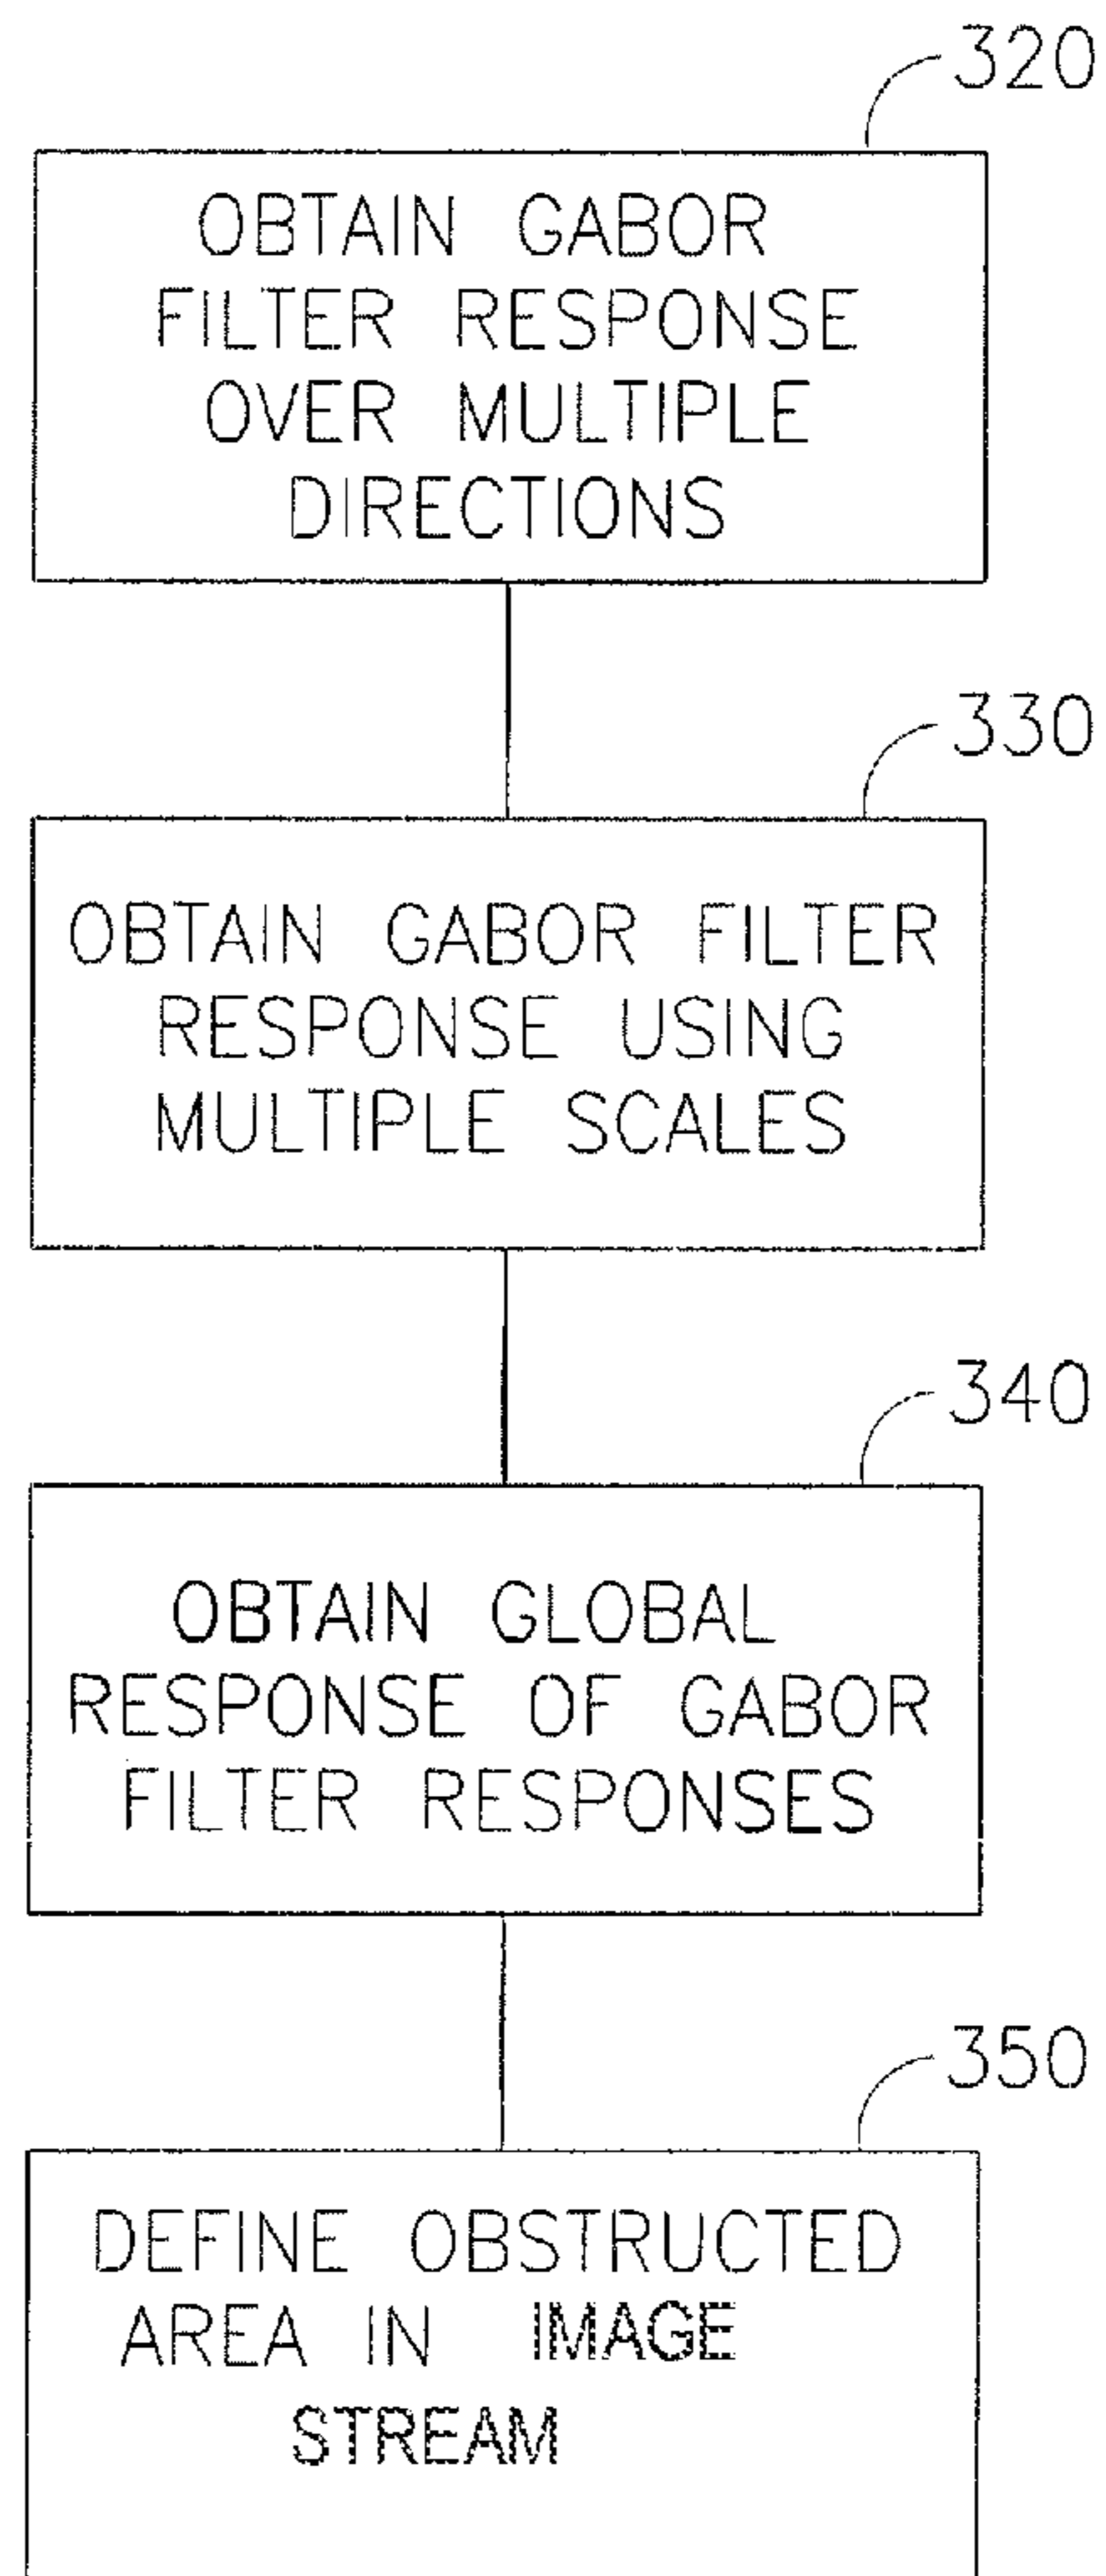 320
OBTAIN GABOR
FILTER RESPONSE
OVER MULTIPLE
DIRECTIONS
330
OBTAIN GABOR FILTER
RESPONSE USING
MULTIPLE SCALES
340
OBTAIN GLOBAL
RESPONSE OF GABOR
FILTER RESPONSES
350
DEFINE OBSTRUCTED
AREA IN IMAGE
STREAM